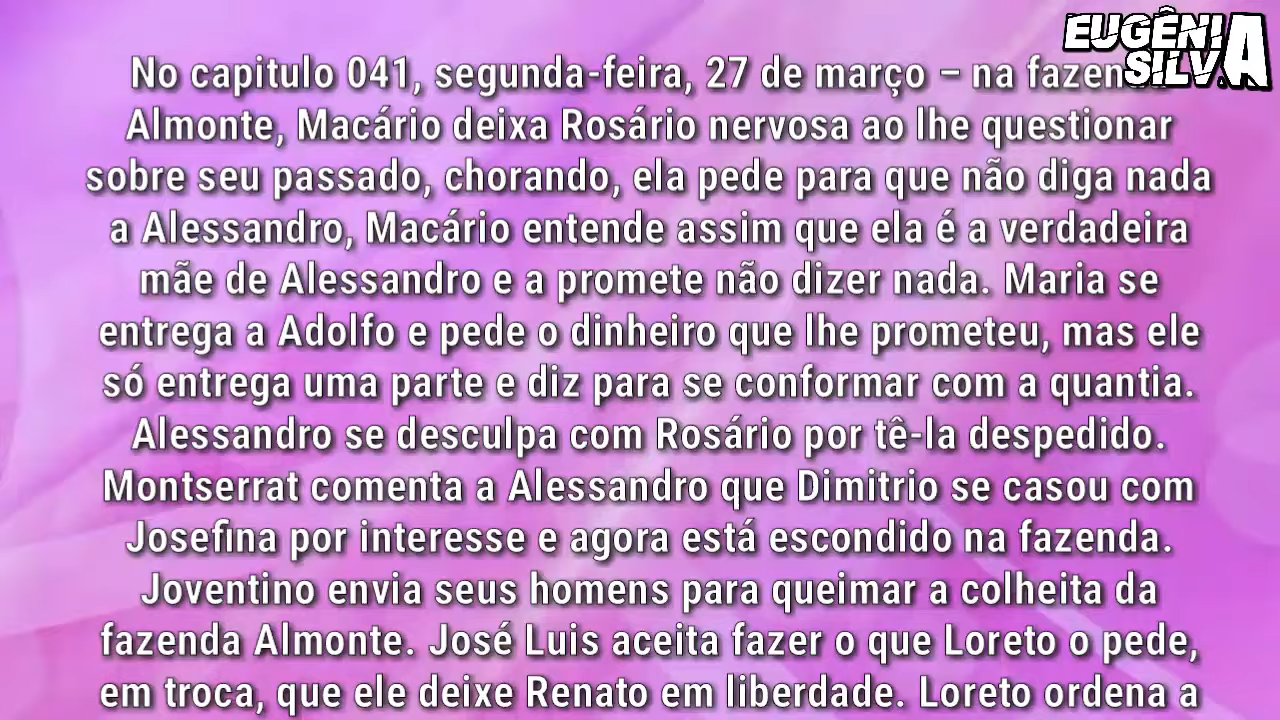 EUGÊNIA
SILVA
No capitulo 041, segunda-feira, 27 de março – na fazenda
Almonte, Macário deixa Rosário nervosa ao lhe questionar
sobre seu passado, chorando, ela pede para que não diga nada
a Alessandro, Macário entende assim que ela é a verdadeira
mãe de Alessandro e a promete não dizer nada. Maria se
entrega a Adolfo e pede o dinheiro que lhe prometeu, mas ele
só entrega uma parte e diz para se conformar com a quantia.
Alessandro se desculpa com Rosário por tê-la despedido.
Montserrat comenta a Alessandro que Dimitrio se casou com
Josefina por interesse e agora está escondido na fazenda.
Joventino envia seus homens para queimar a colheita da
fazenda Almonte. José Luis aceita fazer o que Loreto o pede,
em troca, que ele deixe Renato em liberdade. Loreto ordena a